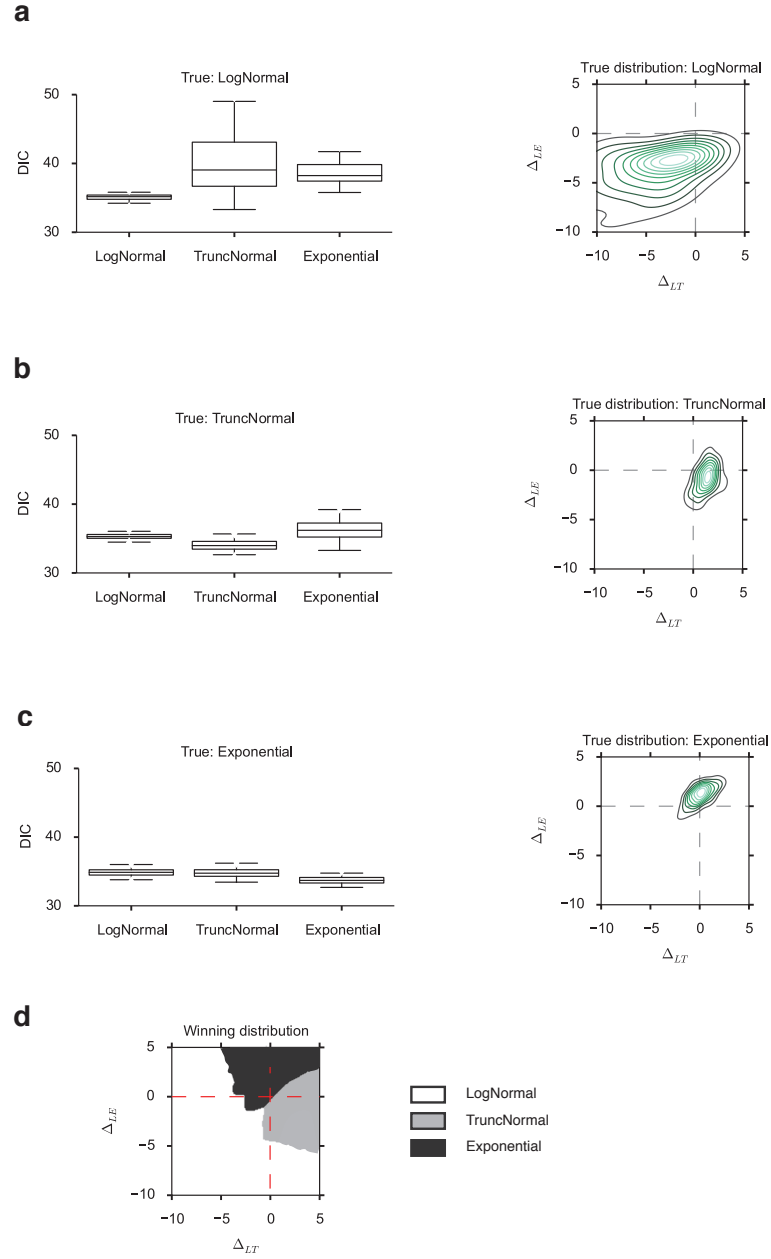 a
True: LogNormal
50
40
30
DIC
LogNormal TruncNormal Exponential
True distribution: LogNormal
5
0
−5
−10
Δ_LE
−10 −5 0 5
Δ_LT
b
True: TruncNormal
50
40
30
DIC
LogNormal TruncNormal Exponential
True distribution: TruncNormal
5
0
−5
−10
Δ_LE
−10 −5 0 5
Δ_LT
c
True: Exponential
50
40
30
DIC
LogNormal TruncNormal Exponential
True distribution: Exponential
5
0
−5
−10
Δ_LE
−10 −5 0 5
Δ_LT
d
Winning distribution
5
0
−5
−10
Δ_LE
−10 −5 0 5
Δ_LT
LogNormal
TruncNormal
Exponential